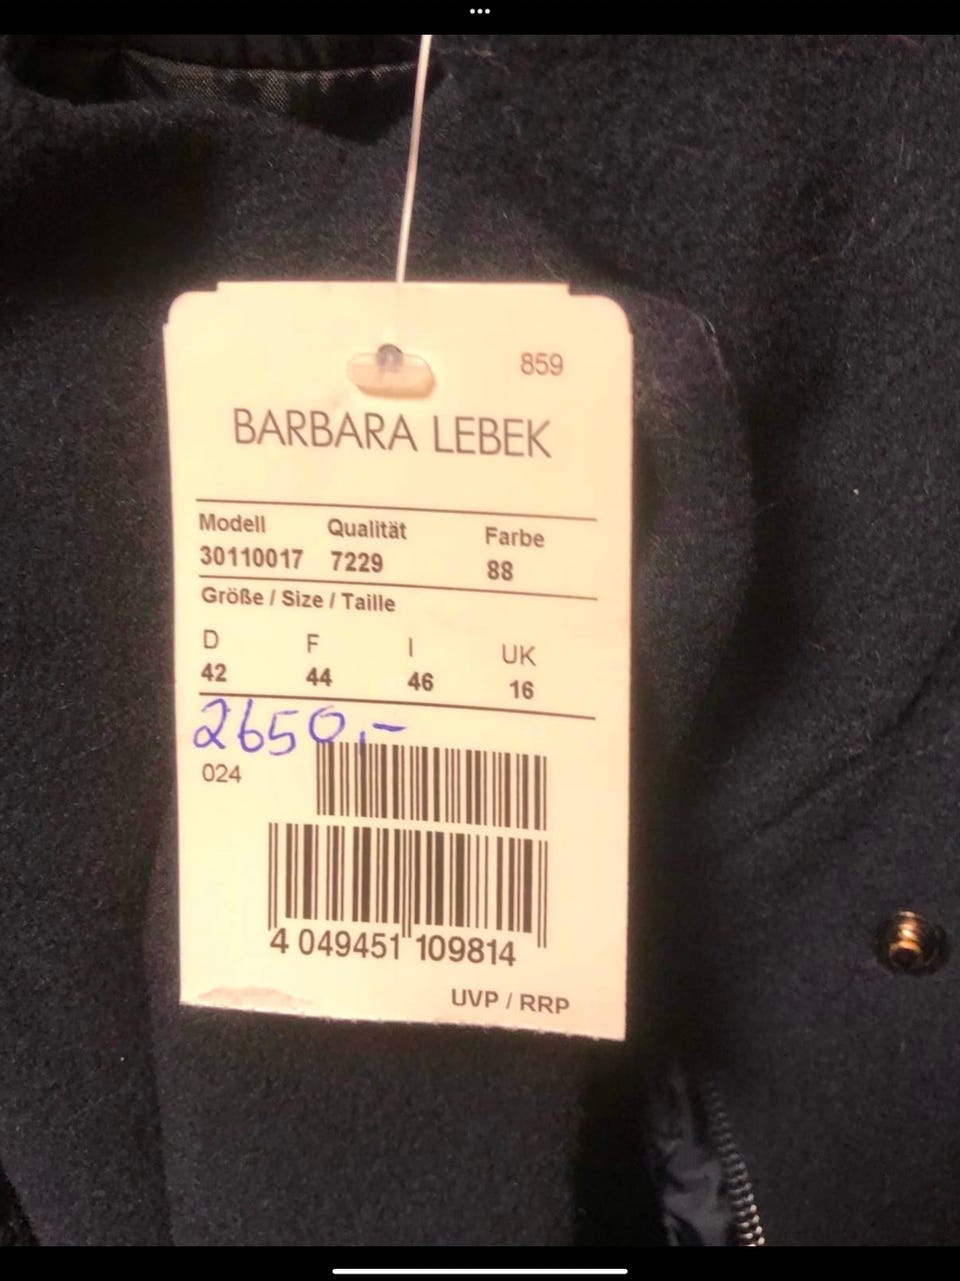 859
BARBARA LEBEK
Modell Qualität Farbe
30110017 7229 88
Größe / Size / Taille
D F I UK
42 44 46 16
2650,-
024
4 049451 109814
UVP / RRP